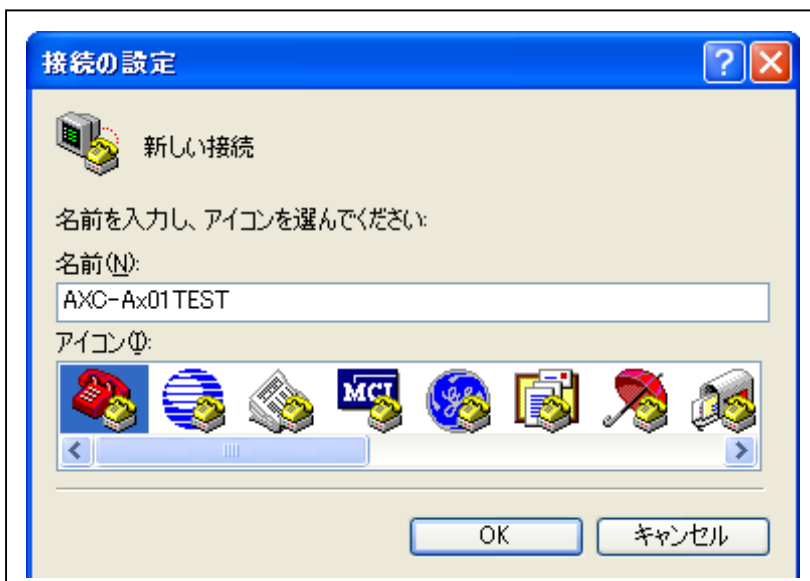 接続の設定
新しい接続
名前を入力し、アイコンを選んでください:
名前(N):
AXC-Ax01TEST
アイコン(I):
MCI
OK
キャンセル